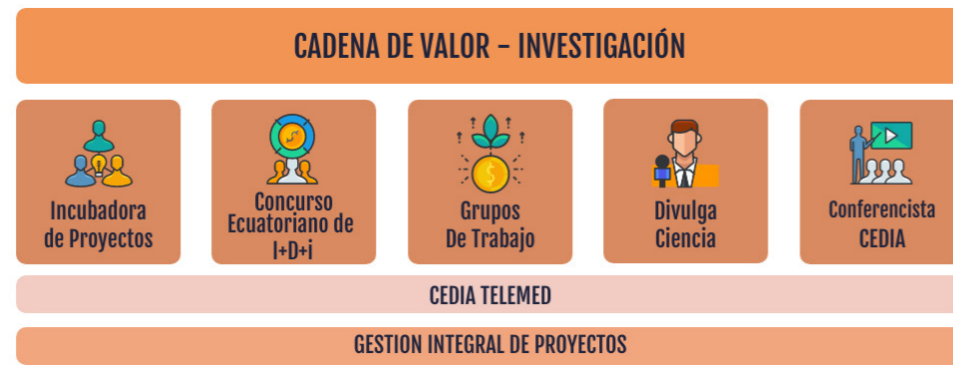 CADENA DE VALOR - INVESTIGACIÓN
Incubadora
de Proyectos
Concurso
Ecuatoriano de
I+D+i
Grupos
De Trabajo
Divulga
Ciencia
Conferencista
CEDIA
CEDIA TELEMED
GESTION INTEGRAL DE PROYECTOS